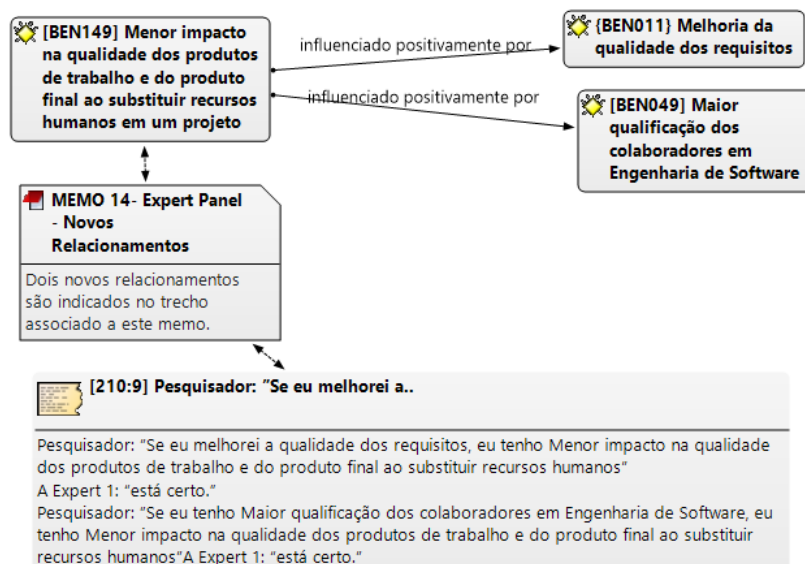 [BEN149] Menor impacto
na qualidade dos produtos
de trabalho e do produto
final ao substituir recursos
humanos em um projeto
influenciado positivamente por
{BEN011} Melhoria da
qualidade dos requisitos
influenciado positivamente por
[BEN049] Maior
qualificação dos
colaboradores em
Engenharia de Software
MEMO 14- Expert Panel
- Novos
Relacionamentos
Dois novos relacionamentos
são indicados no trecho
associado a este memo.
[210:9] Pesquisador: "Se eu melhorei a..
Pesquisador: "Se eu melhorei a qualidade dos requisitos, eu tenho Menor impacto na qualidade
dos produtos de trabalho e do produto final ao substituir recursos humanos"
A Expert 1: "está certo."
Pesquisador: "Se eu tenho Maior qualificação dos colaboradores em Engenharia de Software, eu
tenho Menor impacto na qualidade dos produtos de trabalho e do produto final ao substituir
recursos humanos"A Expert 1: "está certo."